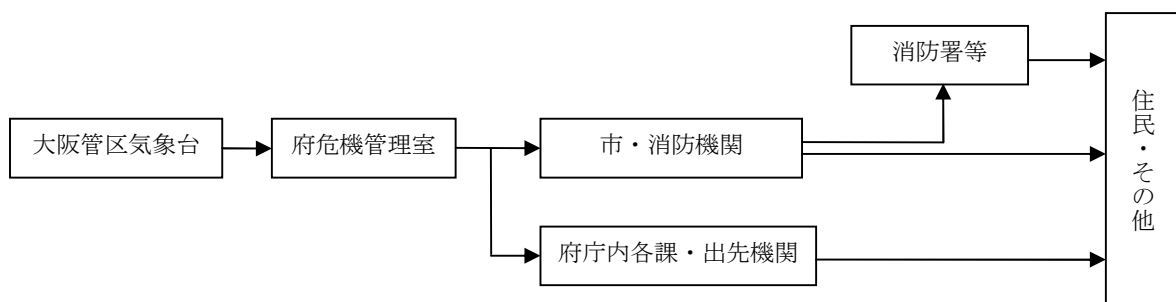 消防署等
大阪管区気象台
府危機管理室
市・消防機関
府庁内各課・出先機関
住民・その他